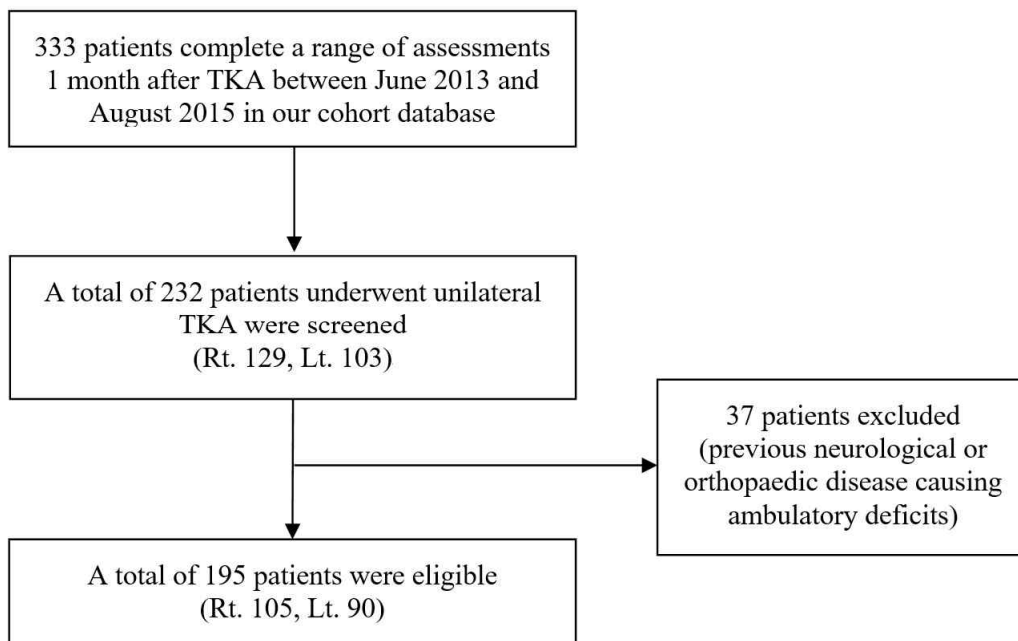 333 patients complete a range of assessments
1 month after TKA between June 2013 and
August 2015 in our cohort database
A total of 232 patients underwent unilateral
TKA were screened
(Rt. 129, Lt. 103)
37 patients excluded
(previous neurological or
orthopaedic disease causing
ambulatory deficits)
A total of 195 patients were eligible
(Rt. 105, Lt. 90)